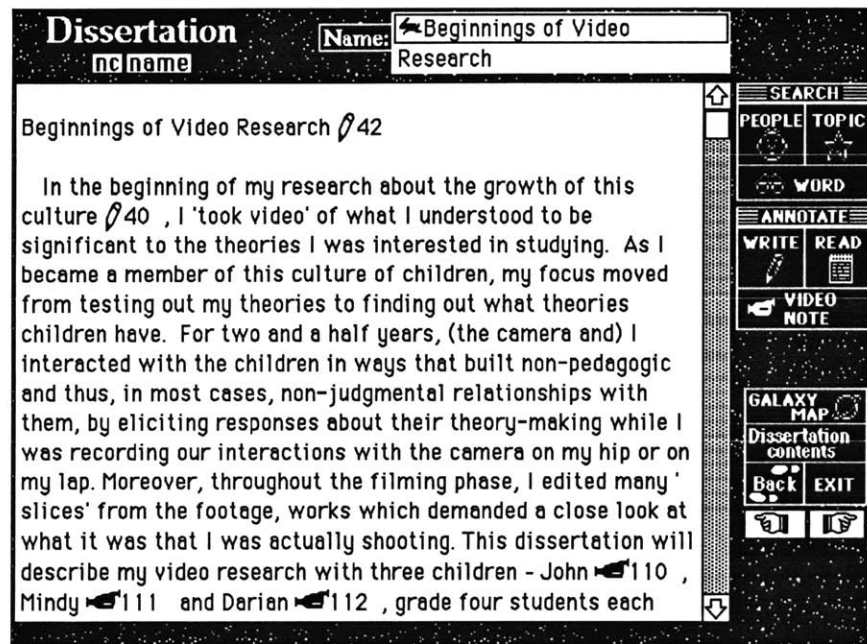 Dissertation
nc name
Name: Beginnings of Video
Research
Beginnings of Video Research 42
In the beginning of my research about the growth of this
culture 40 , I 'took video' of what I understood to be
significant to the theories I was interested in studying. As I
became a member of this culture of children, my focus moved
from testing out my theories to finding out what theories
children have. For two and a half years, (the camera and) I
interacted with the children in ways that built non-pedagogic
and thus, in most cases, non-judgmental relationships with
them, by eliciting responses about their theory-making while I
was recording our interactions with the camera on my hip or on
my lap. Moreover, throughout the filming phase, I edited many '
slices' from the footage, works which demanded a close look at
what it was that I was actually shooting. This dissertation will
describe my video research with three children - John 110 ,
Mindy 111 and Darian 112 , grade four students each
SEARCH
PEOPLE TOPIC
WORD
ANNOTATE
WRITE READ
VIDEO
NOTE
GALAXY
MAP
Dissertation
contents
Back EXIT